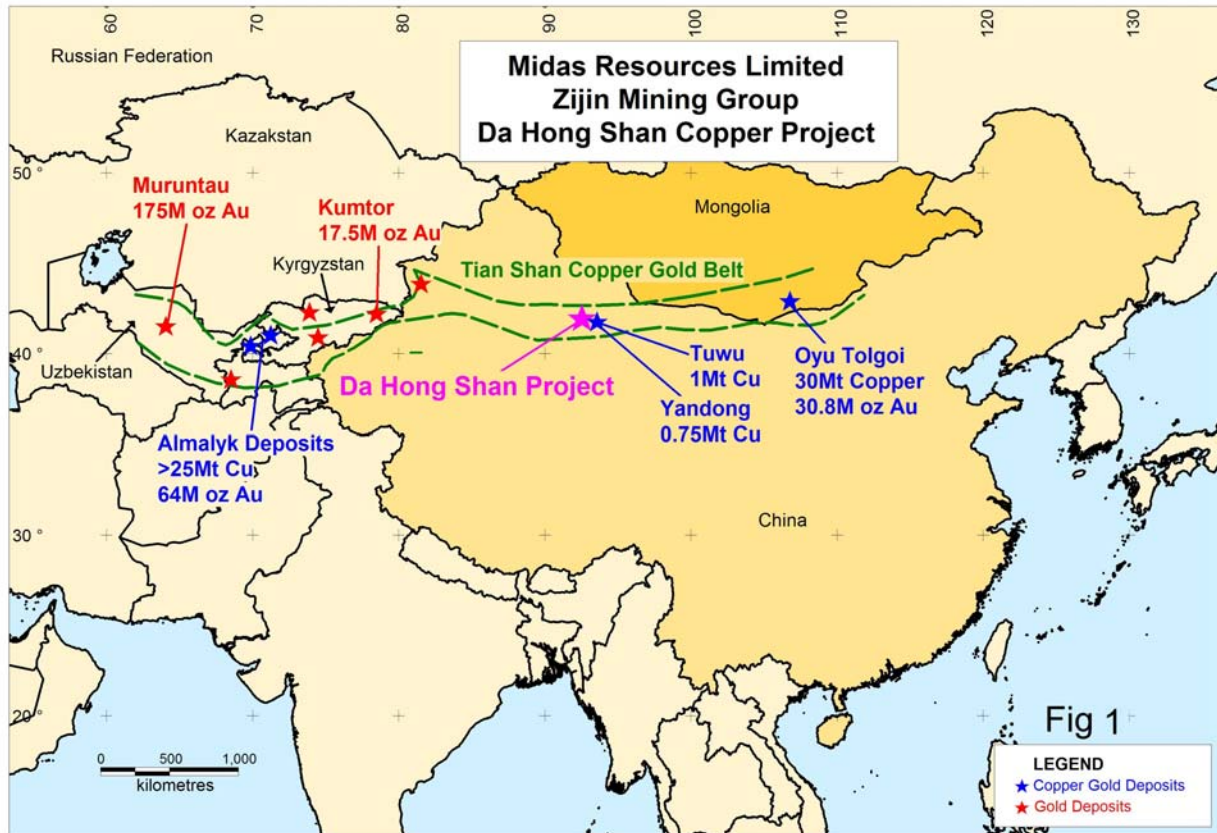 60
70
80
90
100
110
120
130
Russian Federation
Midas Resources Limited
Zijin Mining Group
Da Hong Shan Copper Project
Kazakstan
50 °
Muruntau
175M oz Au
Kumtor
17.5M oz Au
Mongolia
Kyrgyzstan
Tian Shan Copper Gold Belt
40 °
Uzbekistan
Da Hong Shan Project
Tuwu
1Mt Cu
Yandong
0.75Mt Cu
Oyu Tolgoi
30Mt Copper
30.8M oz Au
Almalyk Deposits
>25Mt Cu
64M oz Au
China
30 °
20 °
Fig 1
0 500 1,000
kilometres
LEGEND
Copper Gold Deposits
Gold Deposits